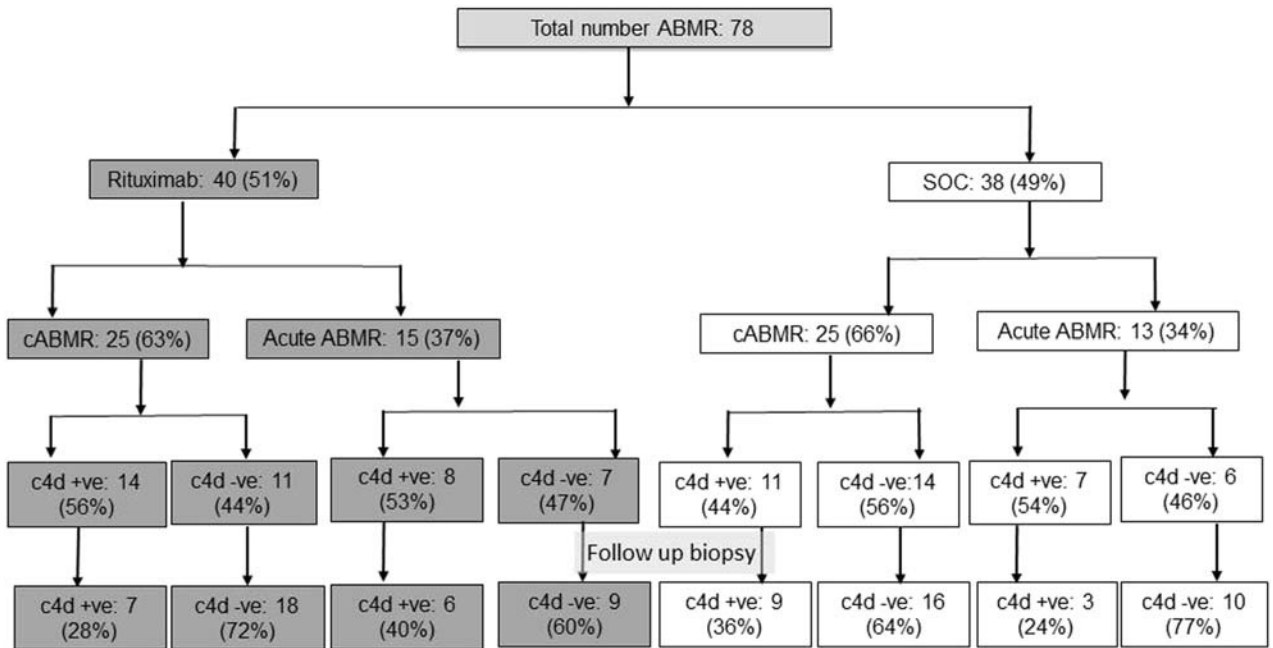 Total number ABMR: 78
Rituximab: 40 (51%)
SOC: 38 (49%)
cABMR: 25 (63%)
Acute ABMR: 15 (37%)
cABMR: 25 (66%)
Acute ABMR: 13 (34%)
c4d +ve: 14
(56%)
c4d -ve: 11
(44%)
c4d +ve: 8
(53%)
c4d -ve: 7
(47%)
c4d +ve: 11
(44%)
c4d -ve:14
(56%)
c4d +ve: 7
(54%)
c4d -ve: 6
(46%)
Follow up biopsy
c4d +ve: 7
(28%)
c4d -ve: 18
(72%)
c4d +ve: 6
(40%)
c4d -ve: 9
(60%)
c4d +ve: 9
(36%)
c4d -ve: 16
(64%)
c4d +ve: 3
(24%)
c4d -ve: 10
(77%)